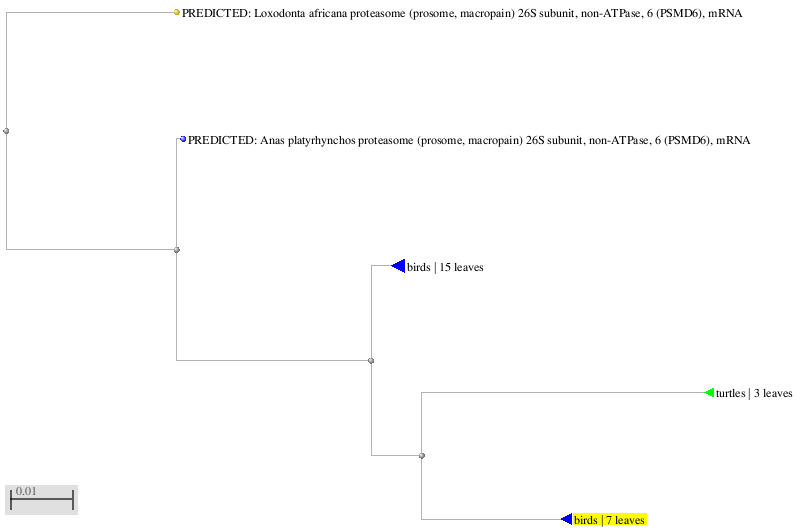 PREDICTED: Loxodonta africana proteasome (prosome, macropain) 26S subunit, non-ATPase, 6 (PSMD6), mRNA
PREDICTED: Anas platyrhynchos proteasome (prosome, macropain) 26S subunit, non-ATPase, 6 (PSMD6), mRNA
birds | 15 leaves
turtles | 3 leaves
0.01
birds | 7 leaves